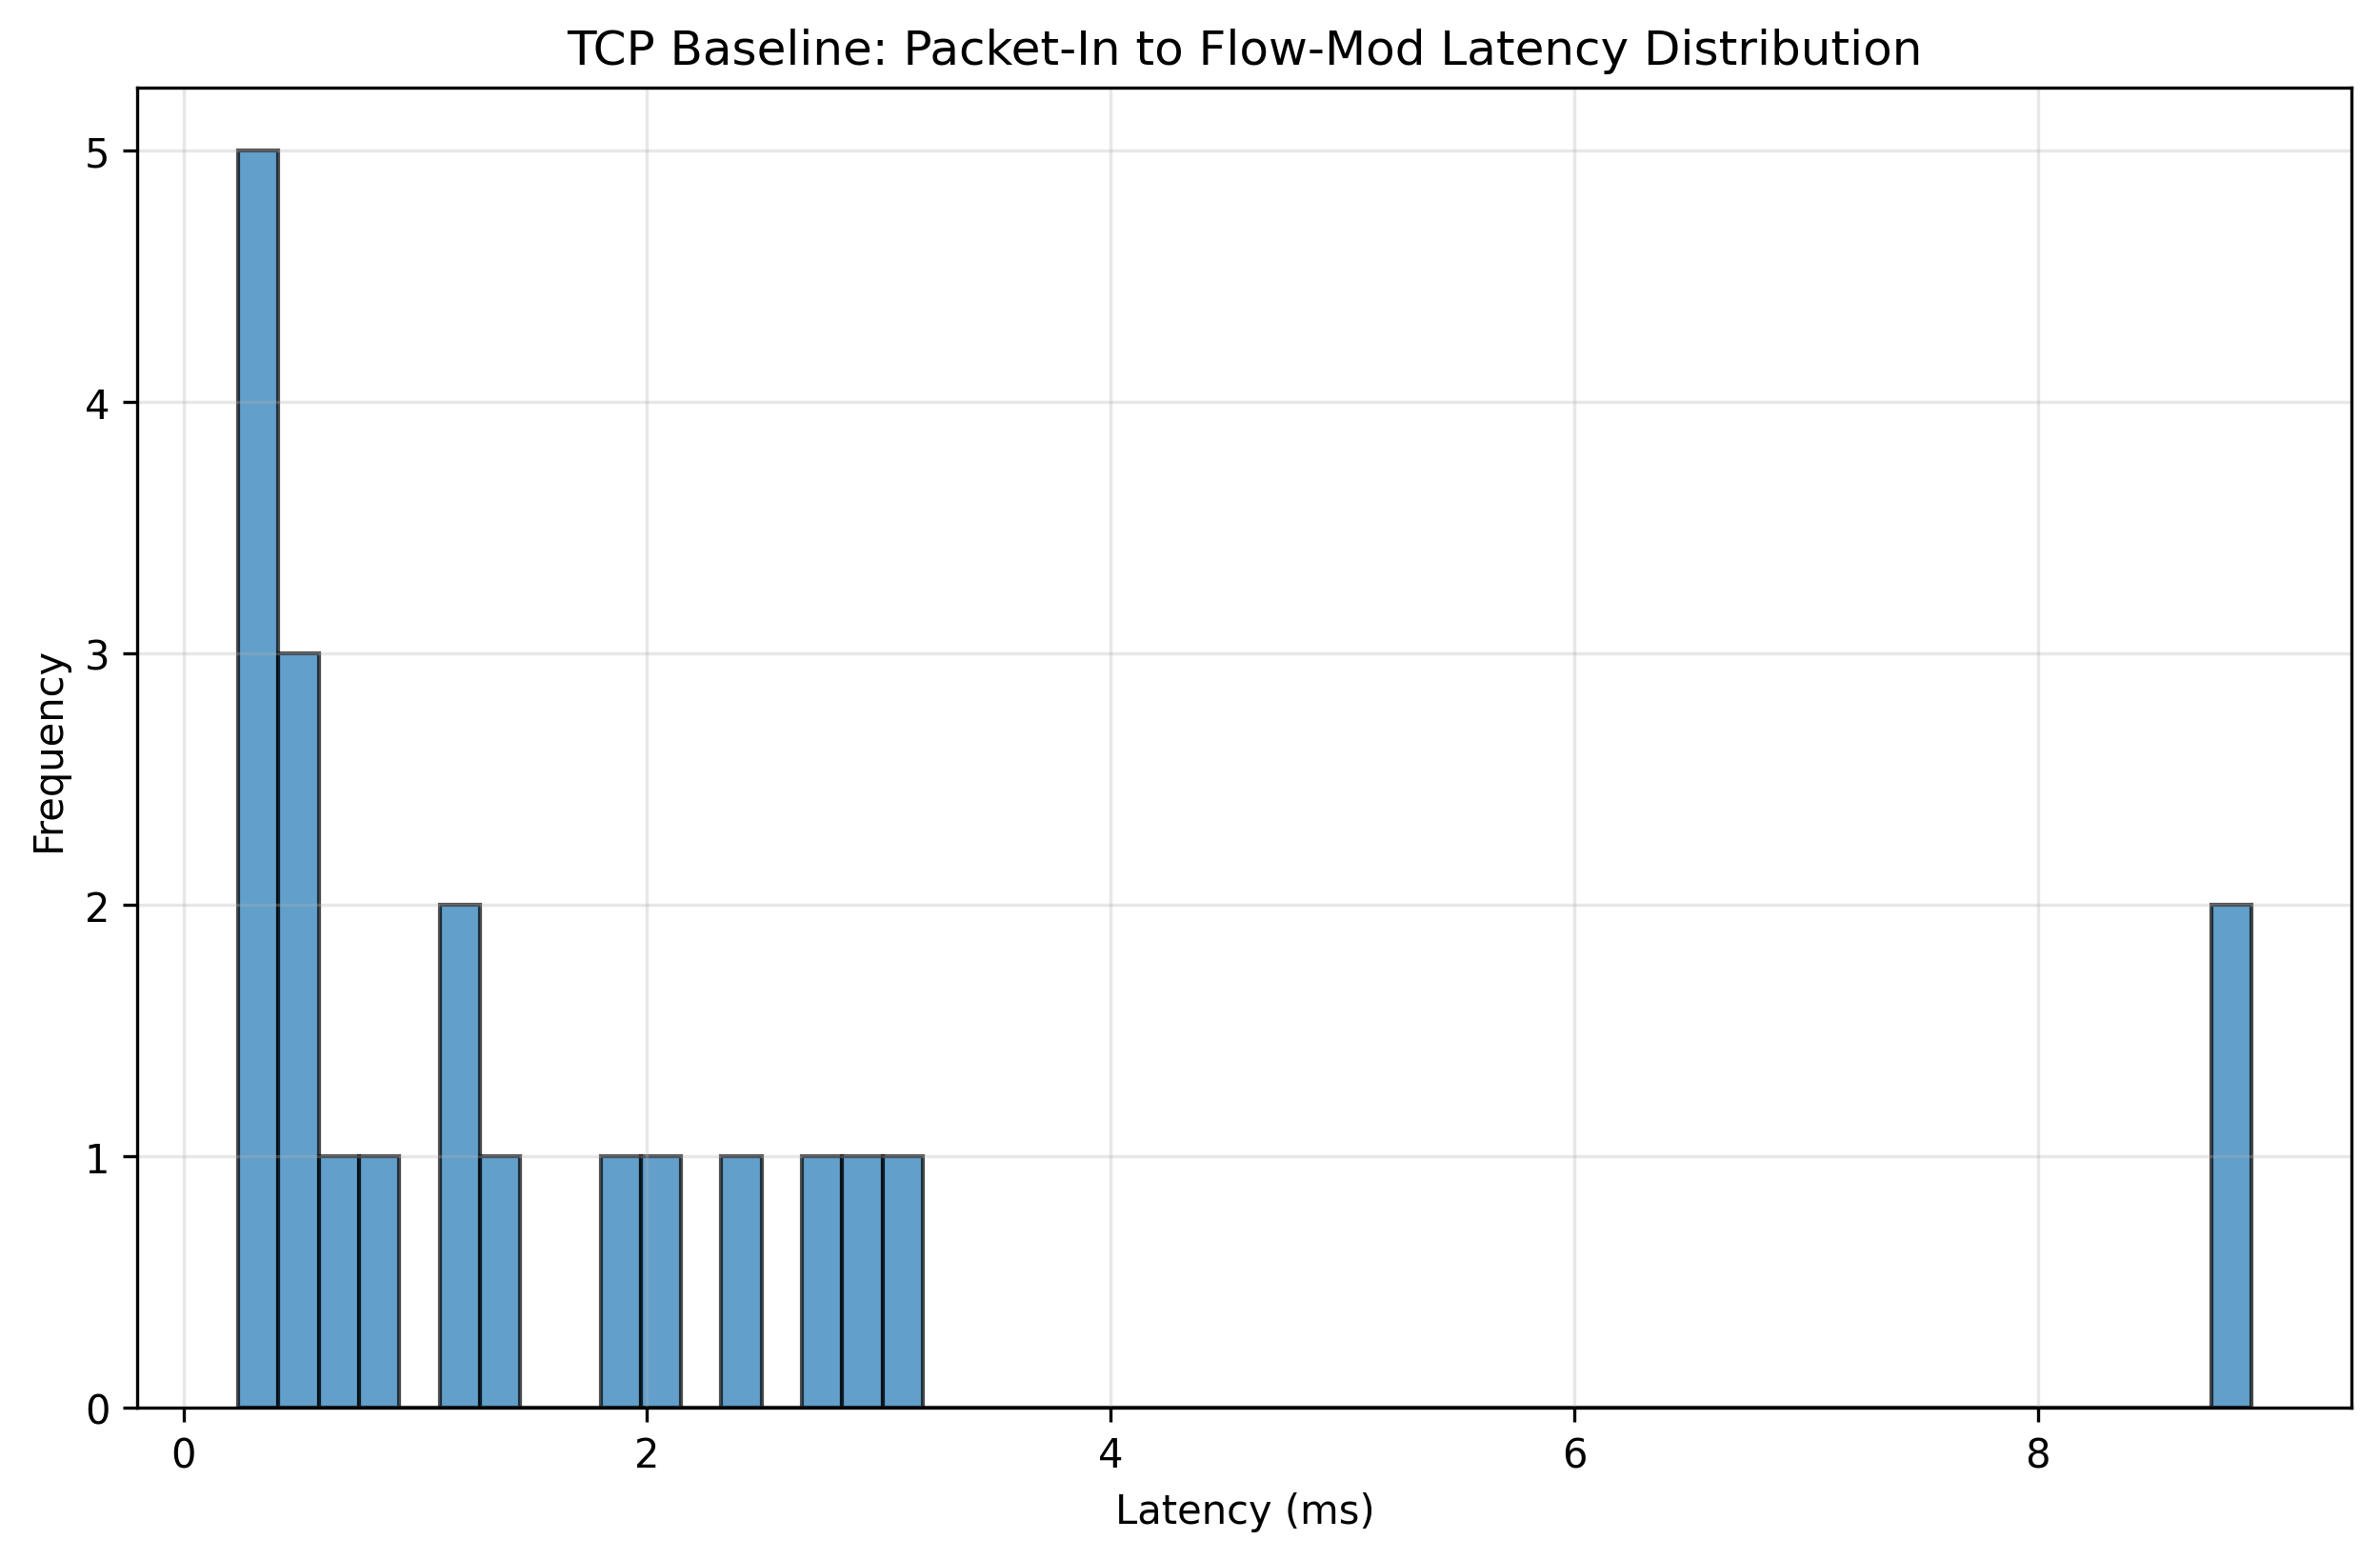 TCP Baseline: Packet-In to Flow-Mod Latency Distribution
5
4
3
2
1
0
Frequency
0 2 4 6 8
Latency (ms)